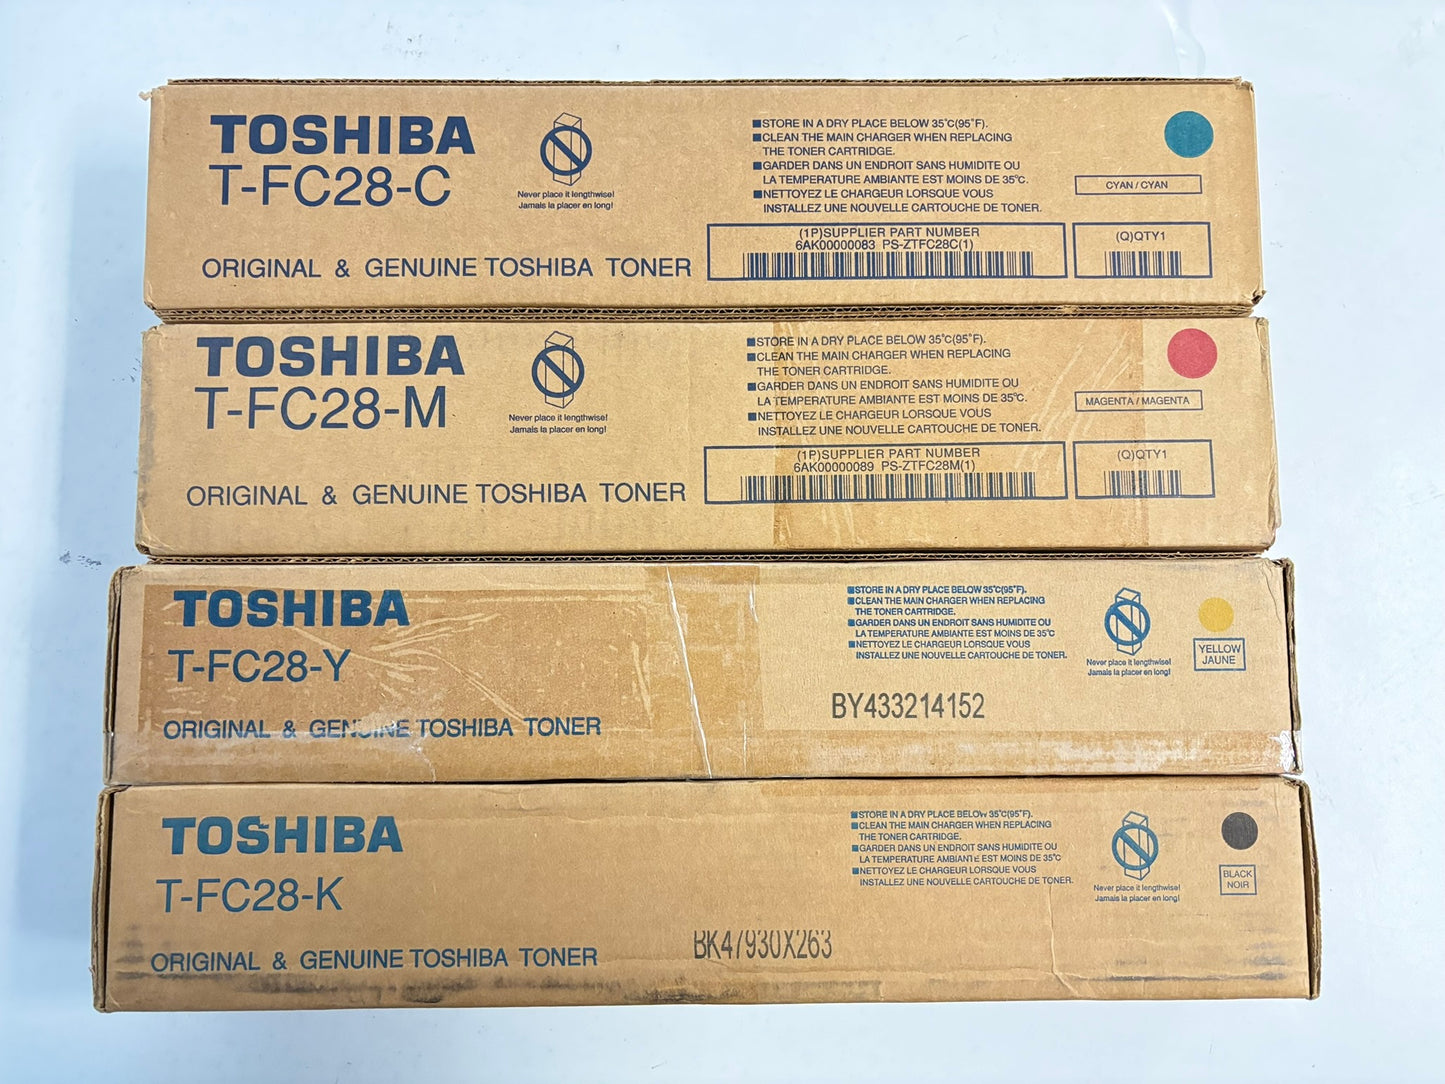 TOSHIBA
T-FC28-C
ORIGINAL & GENUINE TOSHIBA TONER
Never place it lengthwise!
Jamais la placer en long!
■STORE IN A DRY PLACE BELOW 35°C(95°F).
■CLEAN THE MAIN CHARGER WHEN REPLACING
THE TONER CARTRIDGE.
■GARDER DANS UN ENDROIT SANS HUMIDITE OU
LA TEMPERATURE AMBIANTE EST MOINS DE 35°C.
■NETTOYEZ LE CHARGEUR LORSQUE VOUS
INSTALLEZ UNE NOUVELLE CARTOUCHE DE TONER.
CYAN / CYAN
(1P)SUPPLIER PART NUMBER
6AK00000083 PS-ZTFC28C(1)
(Q)QTY1
TOSHIBA
T-FC28-M
ORIGINAL & GENUINE TOSHIBA TONER
Never place it lengthwise!
Jamais la placer en long!
■STORE IN A DRY PLACE BELOW 35°C(95°F).
■CLEAN THE MAIN CHARGER WHEN REPLACING
THE TONER CARTRIDGE.
■GARDER DANS UN ENDROIT SANS HUMIDITE OU
LA TEMPERATURE AMBIANTE EST MOINS DE 35°C.
■NETTOYEZ LE CHARGEUR LORSQUE VOUS
INSTALLEZ UNE NOUVELLE CARTOUCHE DE TONER.
MAGENTA / MAGENTA
(1P)SUPPLIER PART NUMBER
6AK00000089 PS-ZTFC28M(1)
(Q)QTY1
TOSHIBA
T-FC28-Y
ORIGINAL & GENUINE TOSHIBA TONER
■STORE IN A DRY PLACE BELOW 35°C(95°F).
■CLEAN THE MAIN CHARGER WHEN REPLACING
THE TONER CARTRIDGE.
■GARDER DANS UN ENDROIT SANS HUMIDITE OU
LA TEMPERATURE AMBIANTE EST MOINS DE 35°C
■NETTOYEZ LE CHARGEUR LORSQUE VOUS
INSTALLEZ UNE NOUVELLE CARTOUCHE DE TONER.
Never place it lengthwise!
Jamais la placer en long!
YELLOW
JAUNE
BY433214152
TOSHIBA
T-FC28-K
ORIGINAL & GENUINE TOSHIBA TONER
■STORE IN A DRY PLACE BELOW 35°C(95°F).
■CLEAN THE MAIN CHARGER WHEN REPLACING
THE TONER CARTRIDGE.
■GARDER DANS UN ENDROIT SANS HUMIDITE OU
LA TEMPERATURE AMBIANTE EST MOINS DE 35°C
■NETTOYEZ LE CHARGEUR LORSQUE VOUS
INSTALLEZ UNE NOUVELLE CARTOUCHE DE TONER.
Never place it lengthwise!
Jamais la placer en long!
BLACK
NOIR
BK47930X263